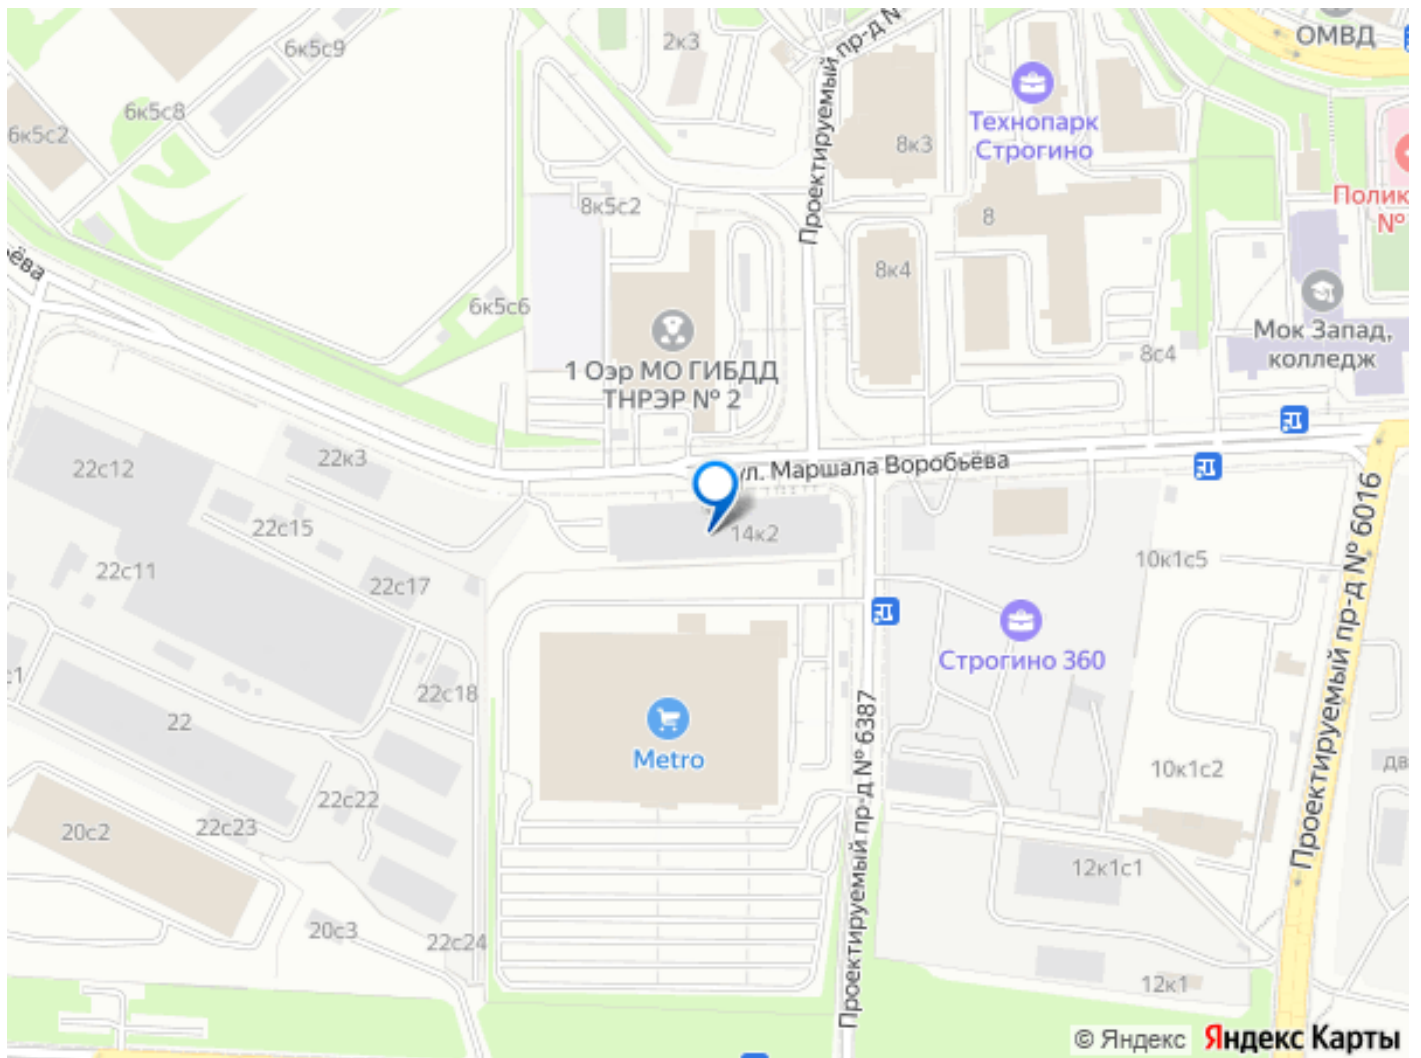 6к5с9
2к3
Проектируемый пр-д №
ОМВД
6к5с8
6к5с2
Технопарк
Строгино
8к3
Поли
№
8к5с2
8
8к4
6к5с6
Мок Запад,
колледж
8с4
1 Оэр МО ГИБДД
ТНРЭР № 2
22к3
22с12
ул. Маршала Воробьёва
22с15
14к2
22с11
22с17
10к1с5
Проектируемый пр-д № 6016
Строгино 360
22с18
22
Metro
Проектируемый пр-д № 6387
10к1с2
22с22
20с2
22с23
12к1с1
20с3
22с24
12к1
© Яндекс Яндекс Карты